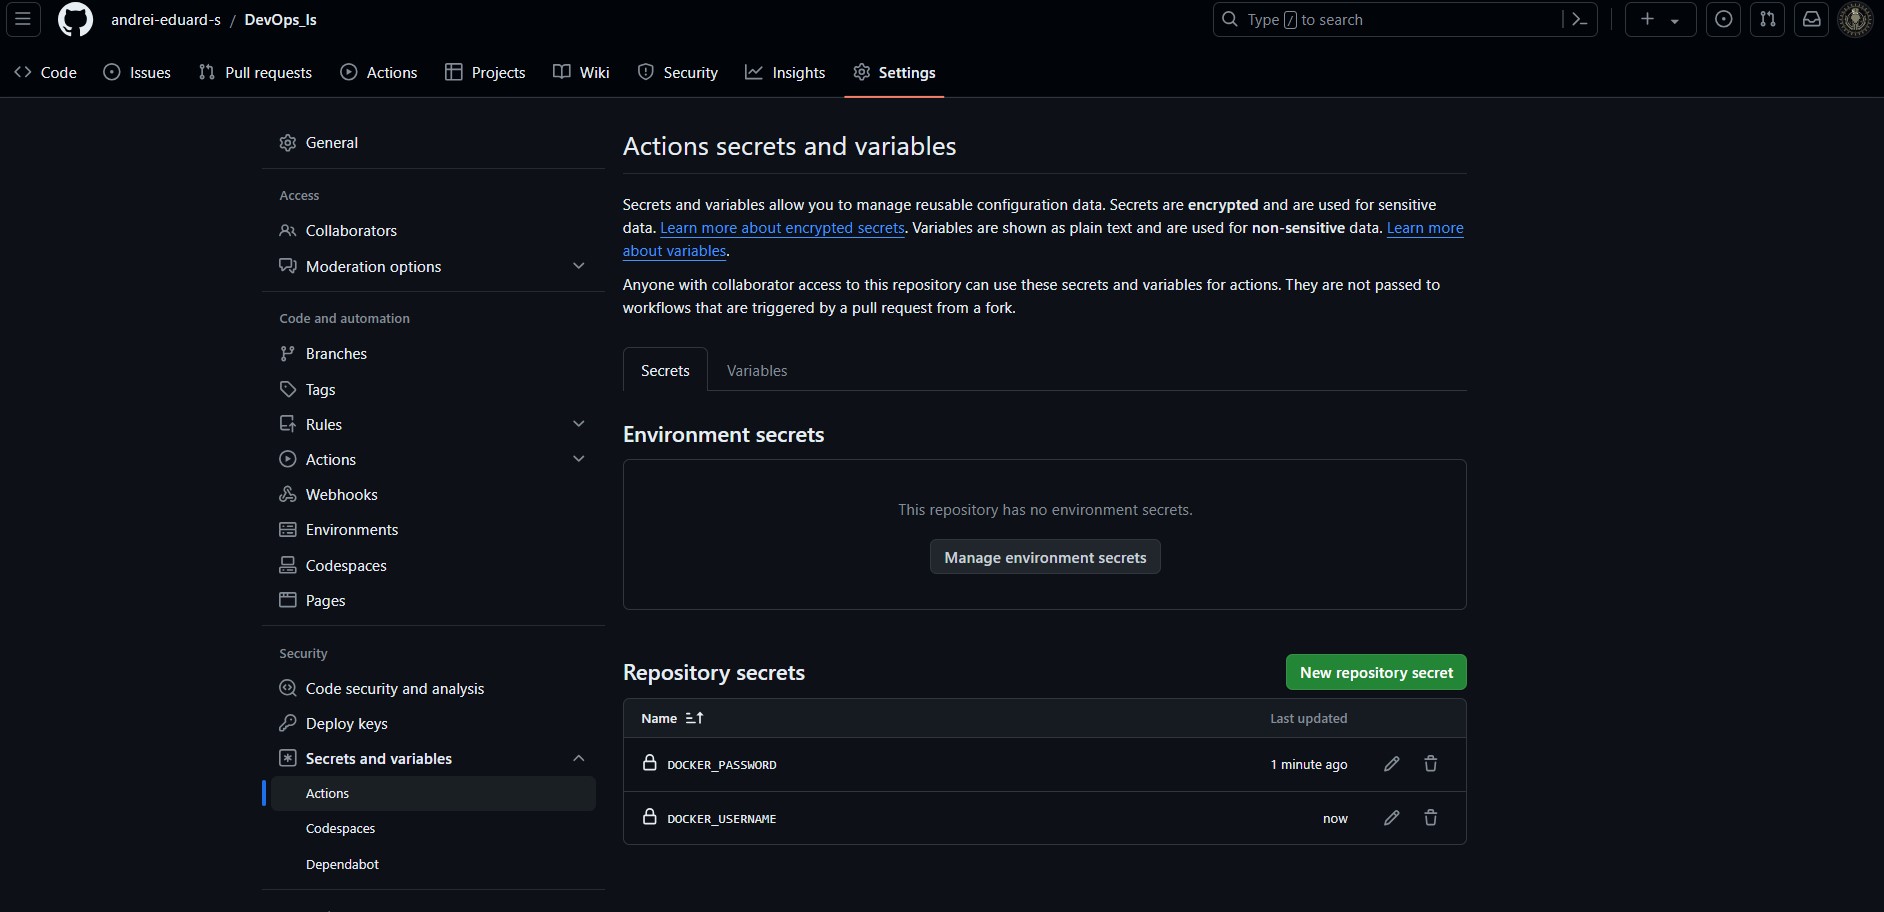 andrei-eduard-s / DevOps_ls
Type / to search
Code
Issues
Pull requests
Actions
Projects
Wiki
Security
Insights
Settings
General
Access
Collaborators
Moderation options
Code and automation
Branches
Tags
Rules
Actions
Webhooks
Environments
Codespaces
Pages
Security
Code security and analysis
Deploy keys
Secrets and variables
Actions
Codespaces
Dependabot
Actions secrets and variables
Secrets and variables allow you to manage reusable configuration data. Secrets are encrypted and are used for sensitive
data. Learn more about encrypted secrets. Variables are shown as plain text and are used for non-sensitive data. Learn more
about variables.
Anyone with collaborator access to this repository can use these secrets and variables for actions. They are not passed to
workflows that are triggered by a pull request from a fork.
Secrets
Variables
Environment secrets
This repository has no environment secrets.
Manage environment secrets
Repository secrets
New repository secret
Name
Last updated
DOCKER_PASSWORD
1 minute ago
DOCKER_USERNAME
now